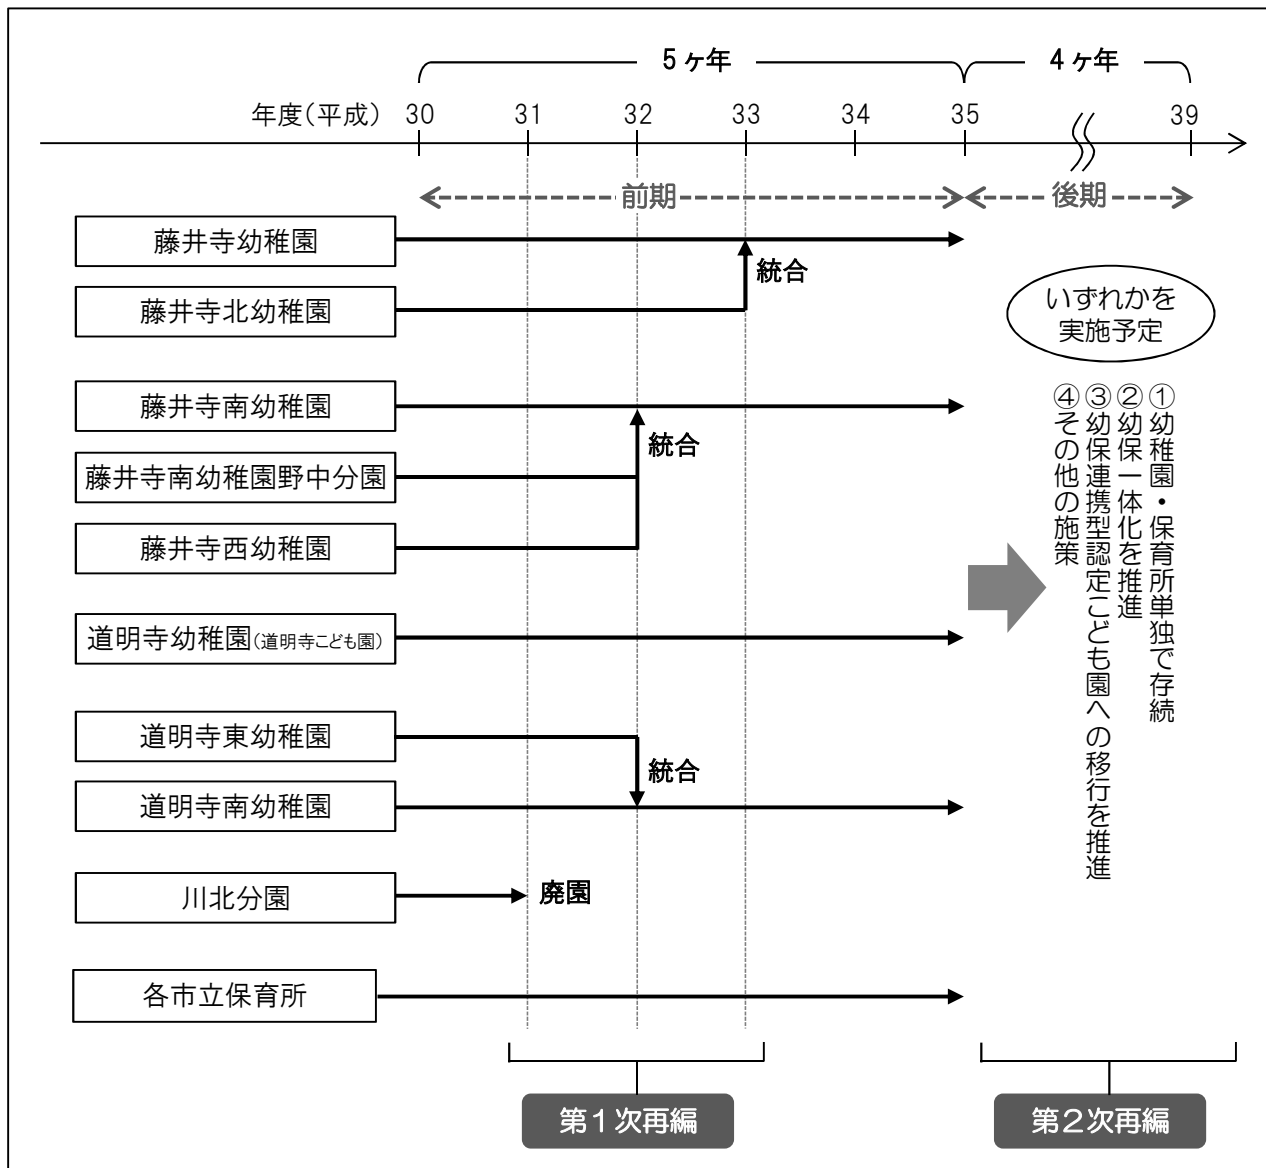 5ヶ年
4ヶ年
年度(平成)
30
31
32
33
34
35
39
前期
後期
藤井寺幼稚園
統合
藤井寺北幼稚園
いずれかを
実施予定
藤井寺南幼稚園
統合
藤井寺南幼稚園野中分園
藤井寺西幼稚園
①幼稚園・保育所単独で存続
②幼保一体化を推進
③幼保連携型認定こども園への移行を推進
④その他の施策
道明寺幼稚園(道明寺こども園)
道明寺東幼稚園
統合
道明寺南幼稚園
川北分園
廃園
各市立保育所
第1次再編
第2次再編